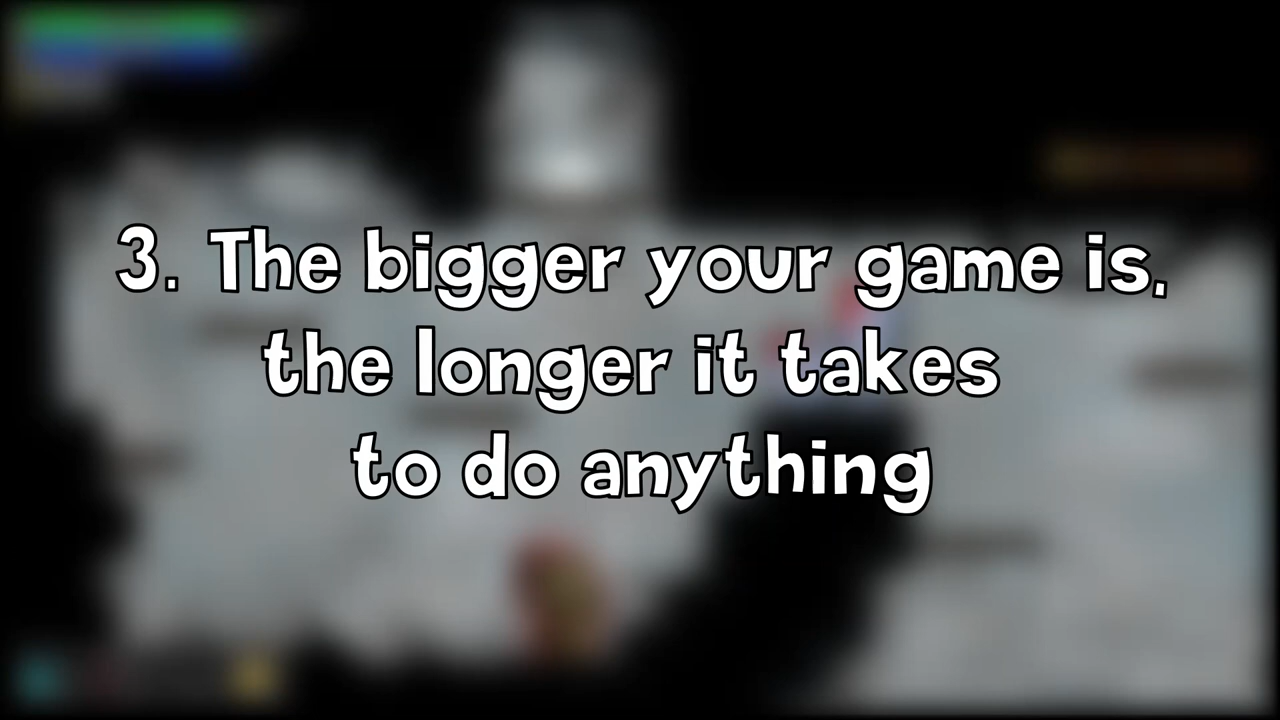 3. The bigger your game is,
the longer it takes
to do anything